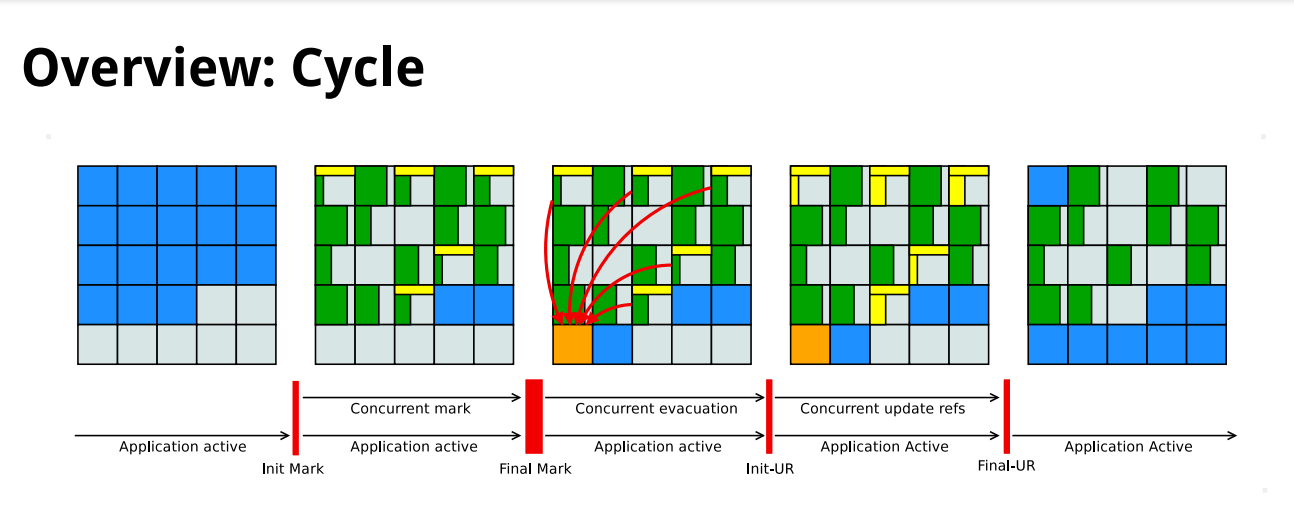 Overview: Cycle
Concurrent mark
Concurrent evacuation
Concurrent update refs
Application active
Application active
Application active
Application Active
Application Active
Init Mark
Final Mark
Init-UR
Final-UR